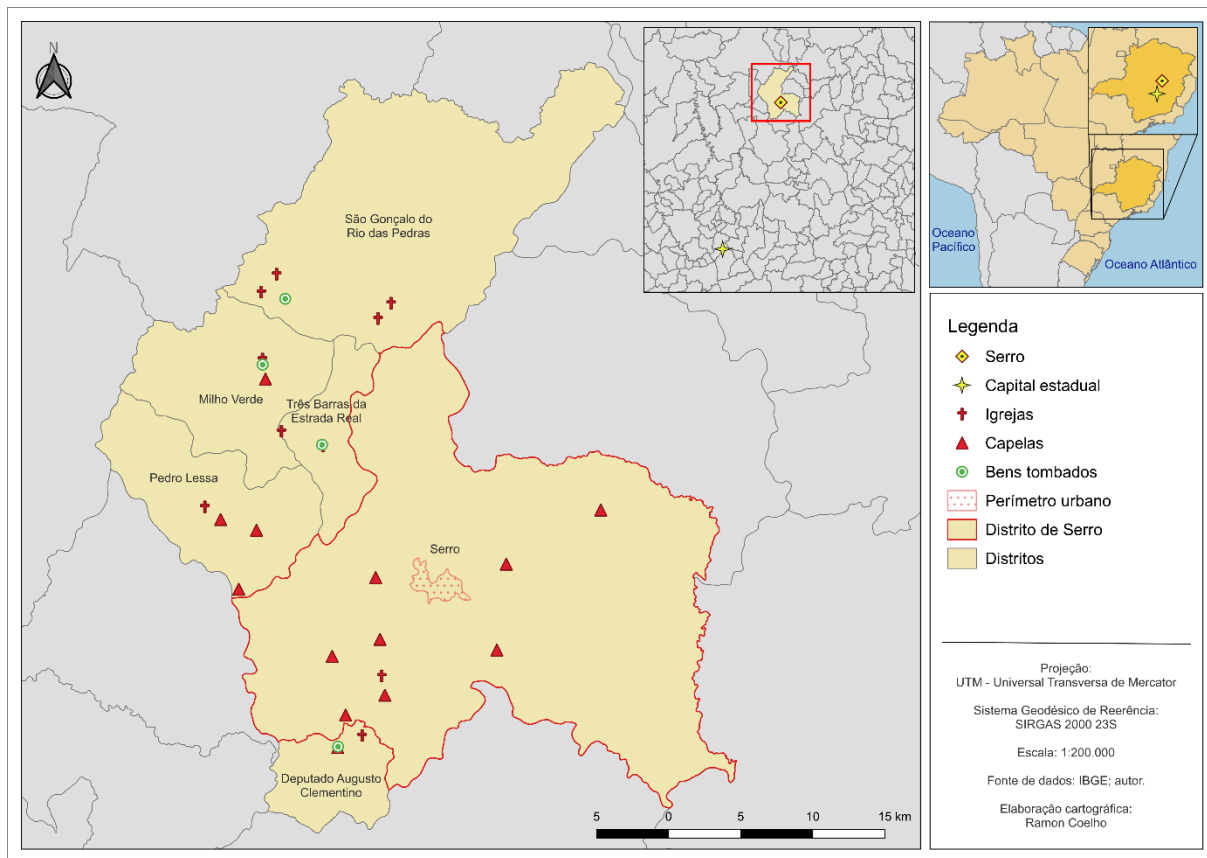 N
São Gonçalo do
Rio das Pedras
Milho Verde
Três Barras da
Estrada Real
Pedro Lessa
Serro
Deputado Augusto
Clementino
5 0 5 10 15 km
Oceano
Pacífico
Oceano Atlântico
Legenda
Serro
Capital estadual
Igrejas
Capelas
Bens tombados
Perímetro urbano
Distrito de Serro
Distritos
Projeção:
UTM - Universal Transversa de Mercator
Sistema Geodésico de Reerência:
SIRGAS 2000 23S
Escala: 1:200.000
Fonte de dados: IBGE; autor.
Elaboração cartográfica:
Ramon Coelho